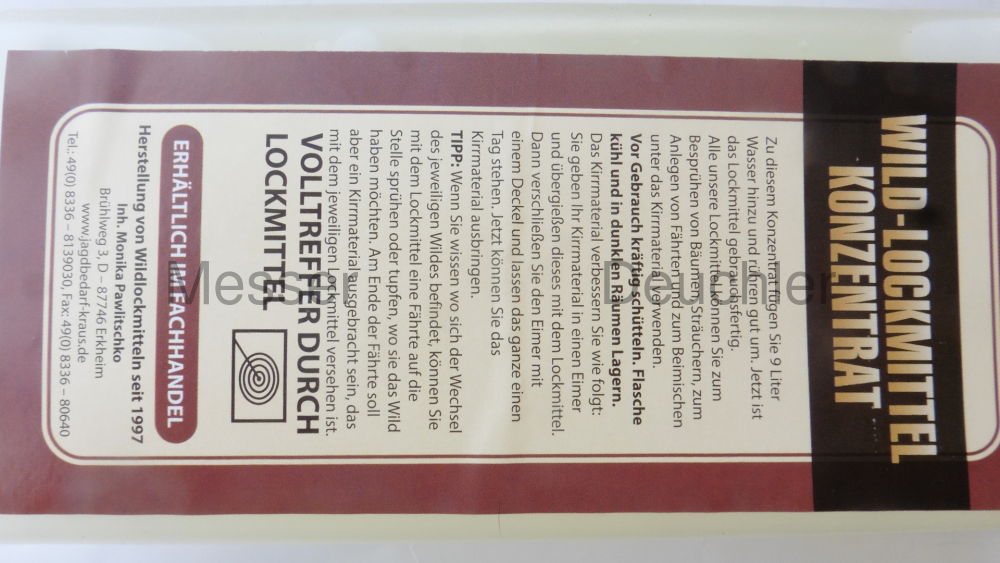 WILD-LOCKMITTEL
KONZENTRAT
Zu diesem Konzentrat fügen Sie 9 Liter
Wasser hinzu und rühren gut um. Jetzt ist
das Lockmittel gebrauchsfertig.
Alle unsere Lockmittel können Sie zum
Besprühen von Bäumen, Sträuchern, zum
Anlegen von Fährten und zum Beimischen
unter das Kirrmaterial verwenden.
Vor Gebrauch kräftig schütteln. Flasche
kühl und in dunklen Räumen Lagern.
Das Kirrmaterial verbessern Sie wie folgt:
Sie geben Ihr Kirrmaterial in einen Eimer
und übergießen dieses mit dem Lockmittel.
Dann verschließen Sie den Eimer mit
einem Deckel und lassen das ganze einen
Tag stehen. Jetzt können Sie das
Kirrmaterial ausbringen.
TIPP: Wenn Sie wissen wo sich der Wechsel
des jeweiligen Wildes befindet, können Sie
mit dem Lockmittel eine Fährte auf die
Stelle sprühen oder tupfen, wo sie das Wild
haben möchten. Am Ende der Fährte soll
aber ein Kirrmaterial ausgebracht sein, das
mit dem jeweiligen Lockmittel versehen ist.
VOLLTREFFER DURCH
LOCKMITTEL
ERHÄLTLICH IM FACHHANDEL
Herstellung von Wildlockmitteln seit 1997
Inh. Monika Pawlitschko
Brühlweg 3, D – 87746 Erkheim
www.jagdbedarf-kraus.de
Tel.: 49(0) 8336 – 8139030, Fax: 49(0) 8336 – 80640